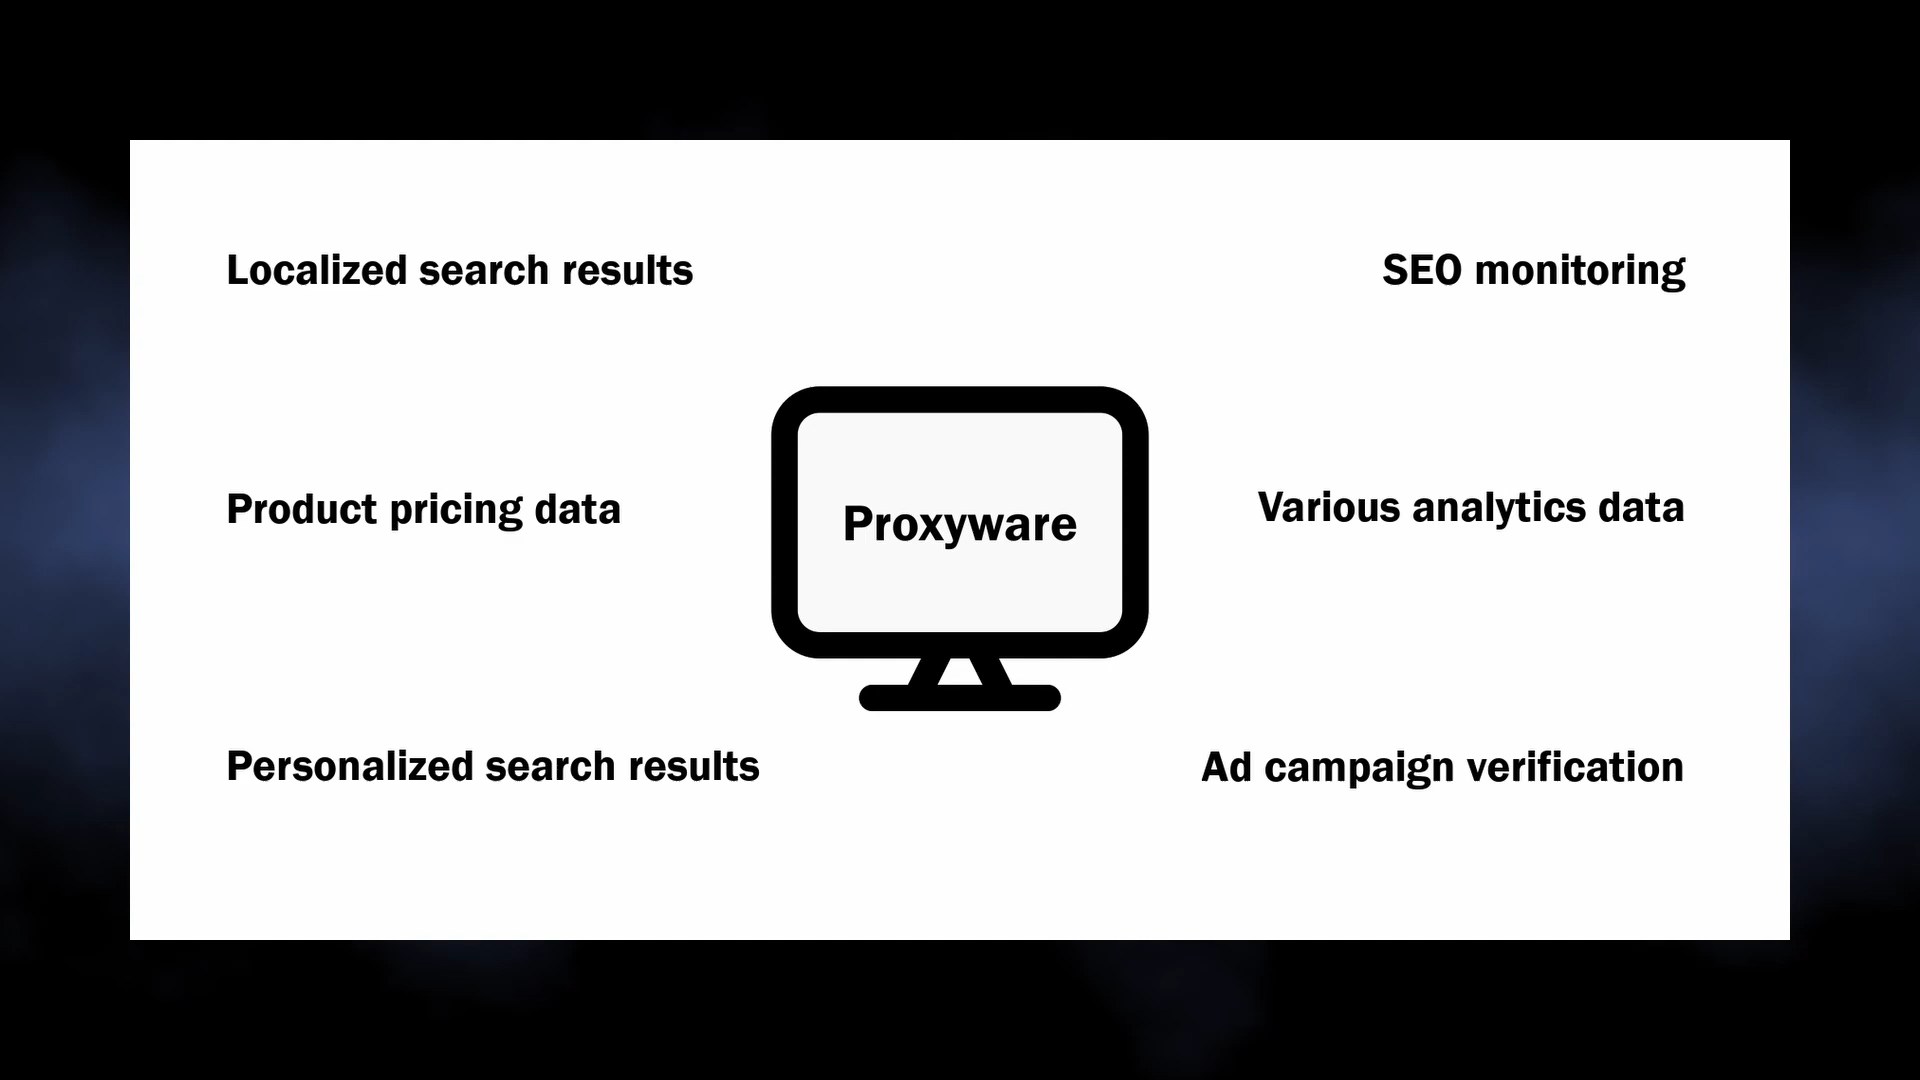 Localized search results
SEO monitoring
Product pricing data
Proxyware
Various analytics data
Personalized search results
Ad campaign verification